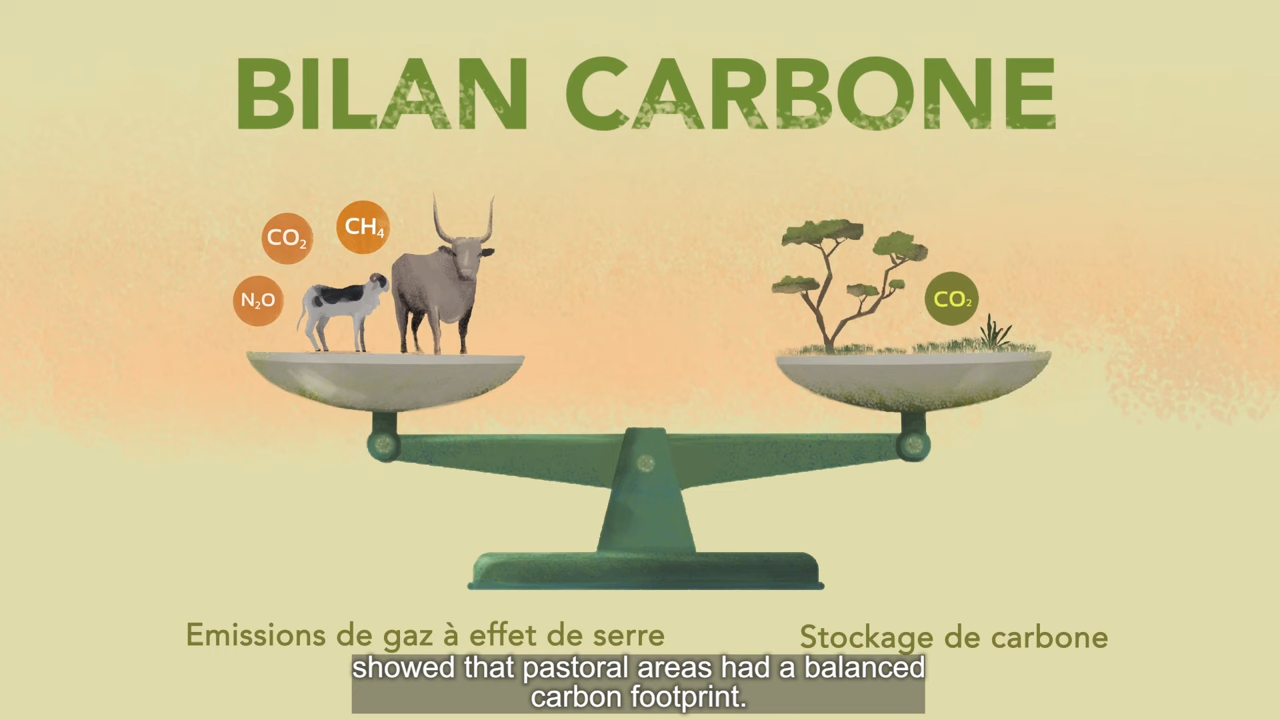 BILAN CARBONE
CO₂
CH₄
N₂O
CO₂
Emissions de gaz à effet de serre
Stockage de carbone
showed that pastoral areas had a balanced
carbon footprint.